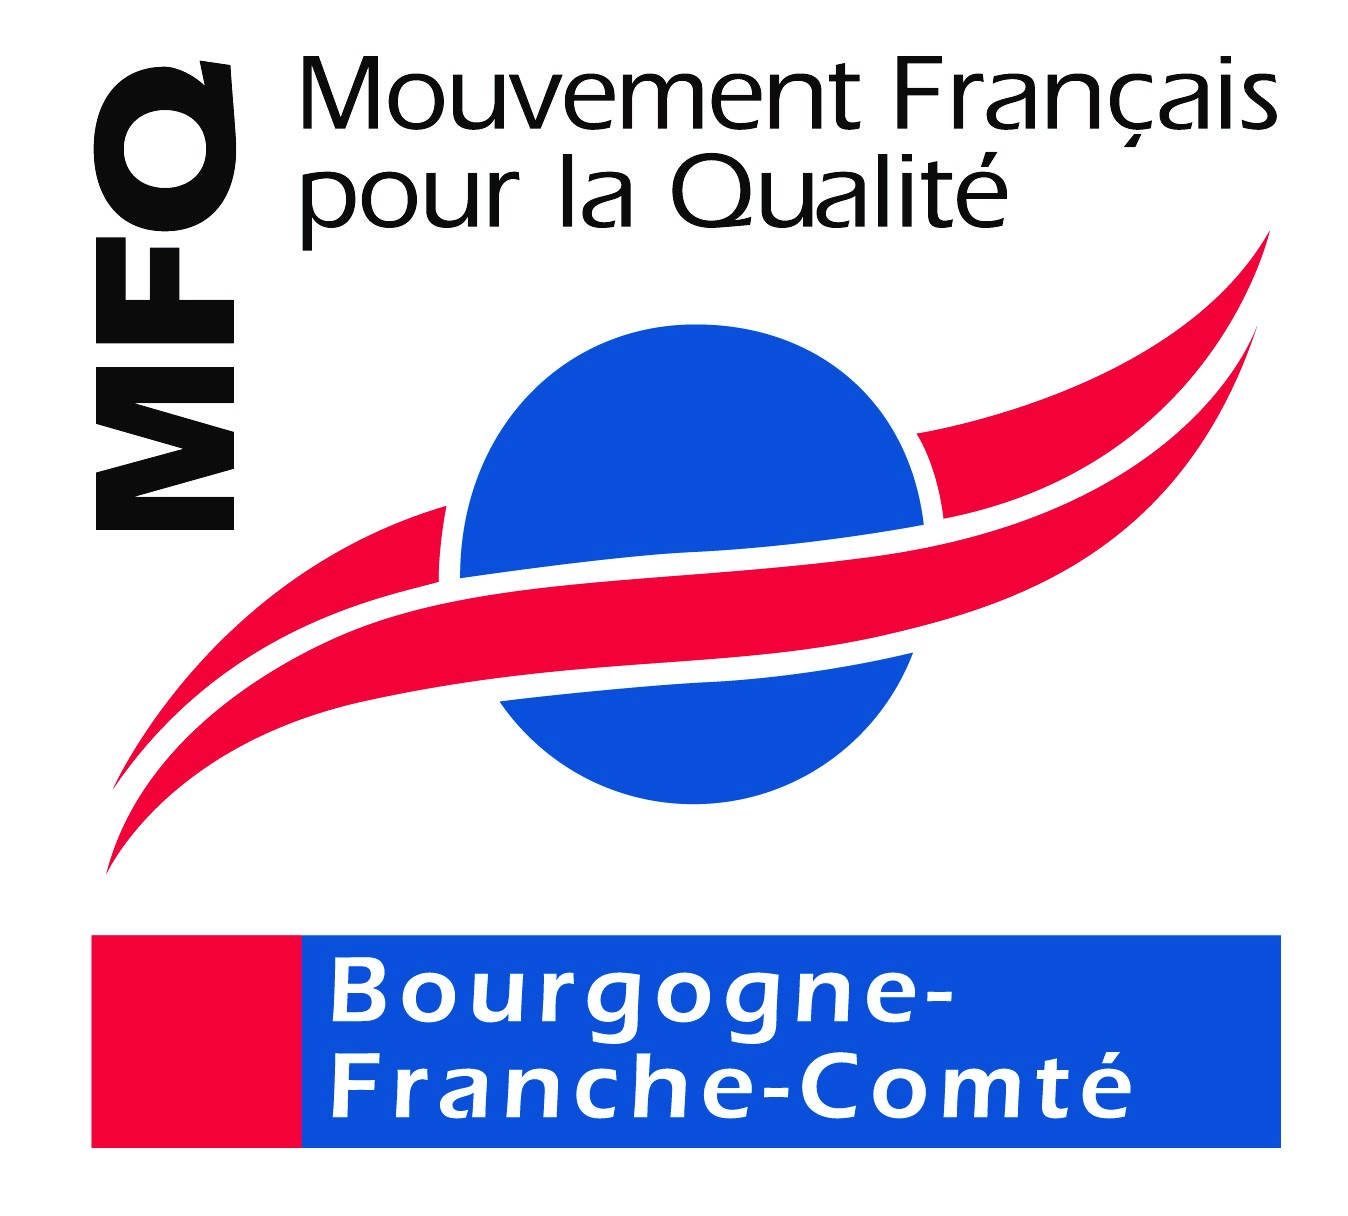 MFQ
Mouvement Français
pour la Qualité
Bourgogne-
Franche-Comté